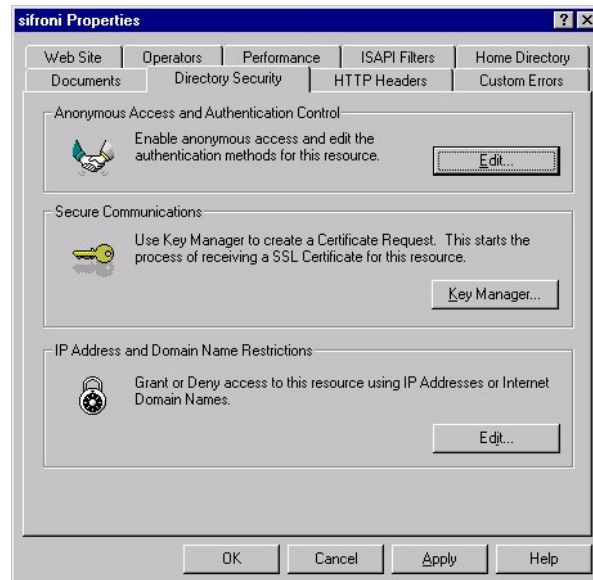 sifroni Properties
Web Site Operators Performance ISAPI Filters Home Directory
Documents Directory Security HTTP Headers Custom Errors
Anonymous Access and Authentication Control
Enable anonymous access and edit the
authentication methods for this resource.
Edit...
Secure Communications
Use Key Manager to create a Certificate Request. This starts the
process of receiving a SSL Certificate for this resource.
Key Manager...
IP Address and Domain Name Restrictions
Grant or Deny access to this resource using IP Addresses or Internet
Domain Names.
Edit...
OK Cancel Apply Help